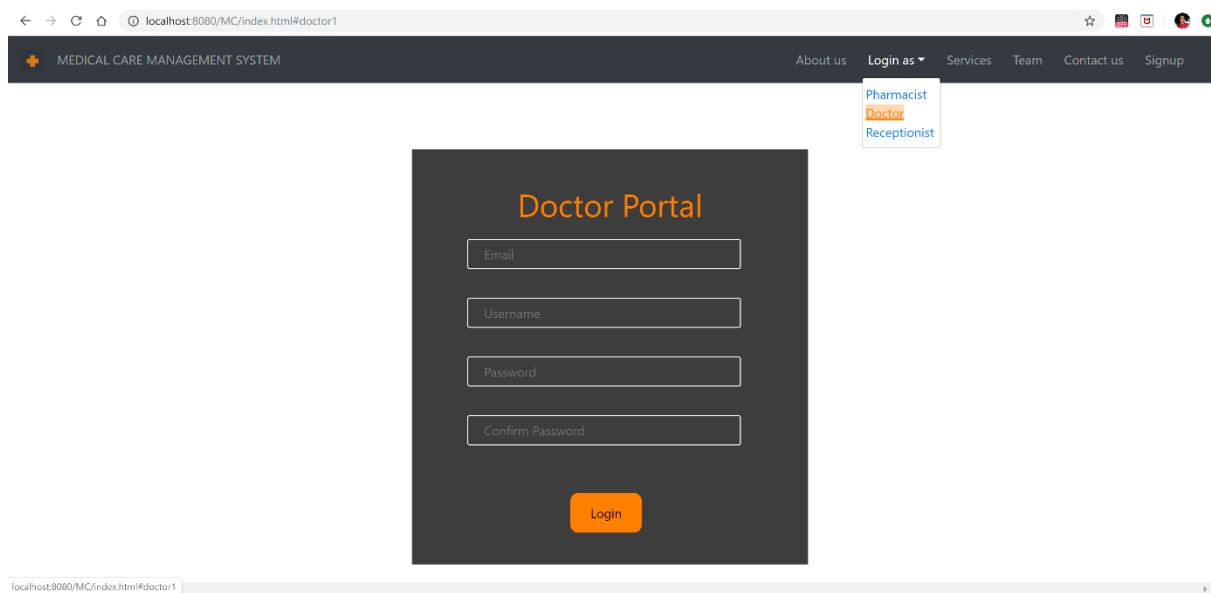 localhost:8080/MC/index.html#doctor1
OFF
MEDICAL CARE MANAGEMENT SYSTEM
About us Login as Services Team Contact us Signup
Pharmacist
Doctor
Receptionist
Doctor Portal
Email
Username
Password
Confirm Password
Login
localhost:8080/MC/index.html#doctor1